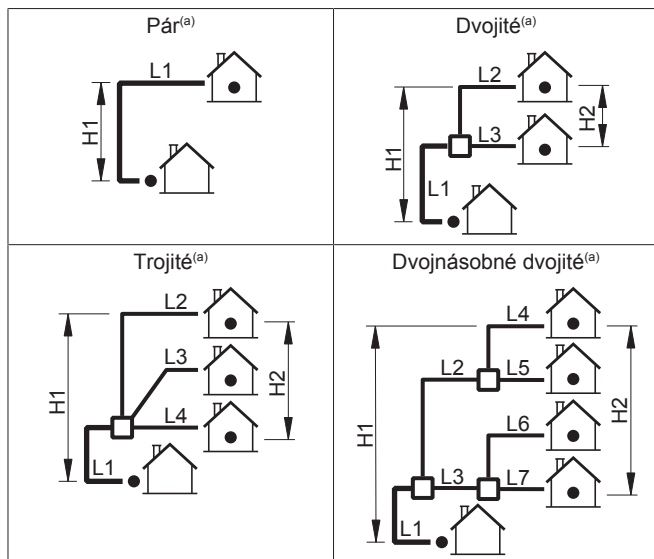 Pár(a)
L1
H1
Dvojité(a)
L2
H2
L3
H1
L1
Trojité(a)
L2
L3
H2
H1
L4
L1
Dvojnásobné dvojité(a)
L4
L2
L5
H2
H1
L6
L3
L7
L1